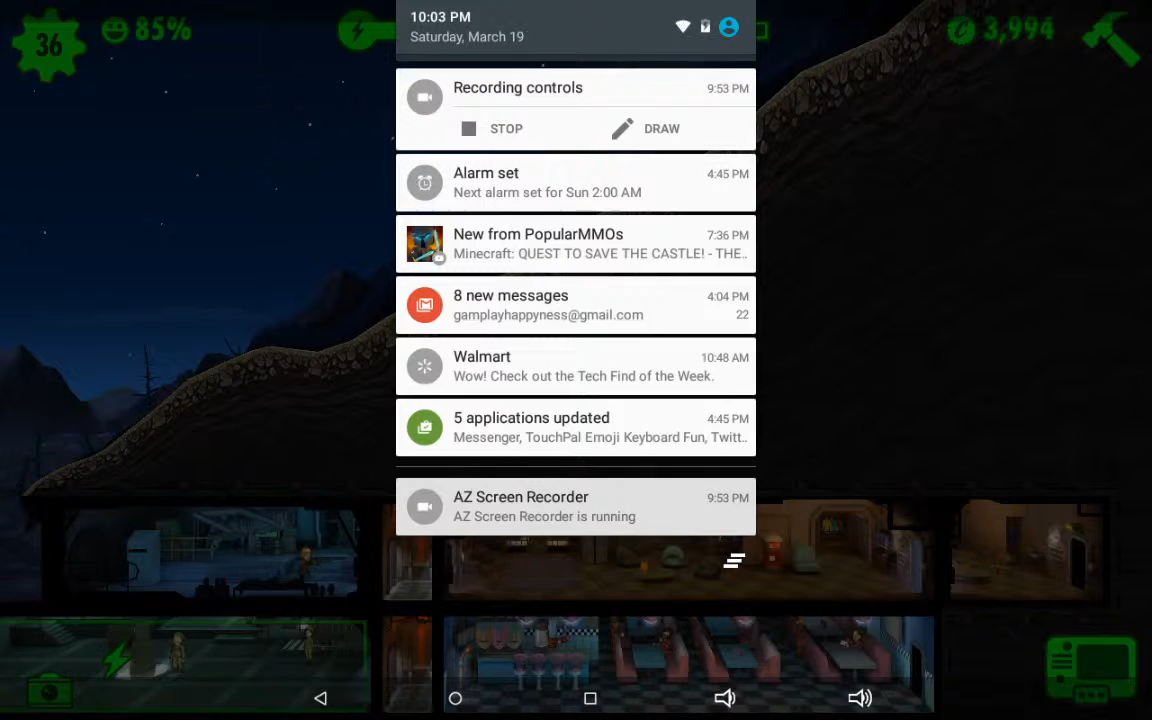 10:03 PM
Saturday, March 19
36
85%
3,994
Recording controls 9:53 PM
STOP DRAW
Alarm set 4:45 PM
Next alarm set for Sun 2:00 AM
New from PopularMMOs 7:36 PM
Minecraft: QUEST TO SAVE THE CASTLE! - THE..
8 new messages 4:04 PM
gamplayhappyness@gmail.com 22
Walmart 10:48 AM
Wow! Check out the Tech Find of the Week.
5 applications updated 4:45 PM
Messenger, TouchPal Emoji Keyboard Fun, Twitt..
AZ Screen Recorder 9:53 PM
AZ Screen Recorder is running